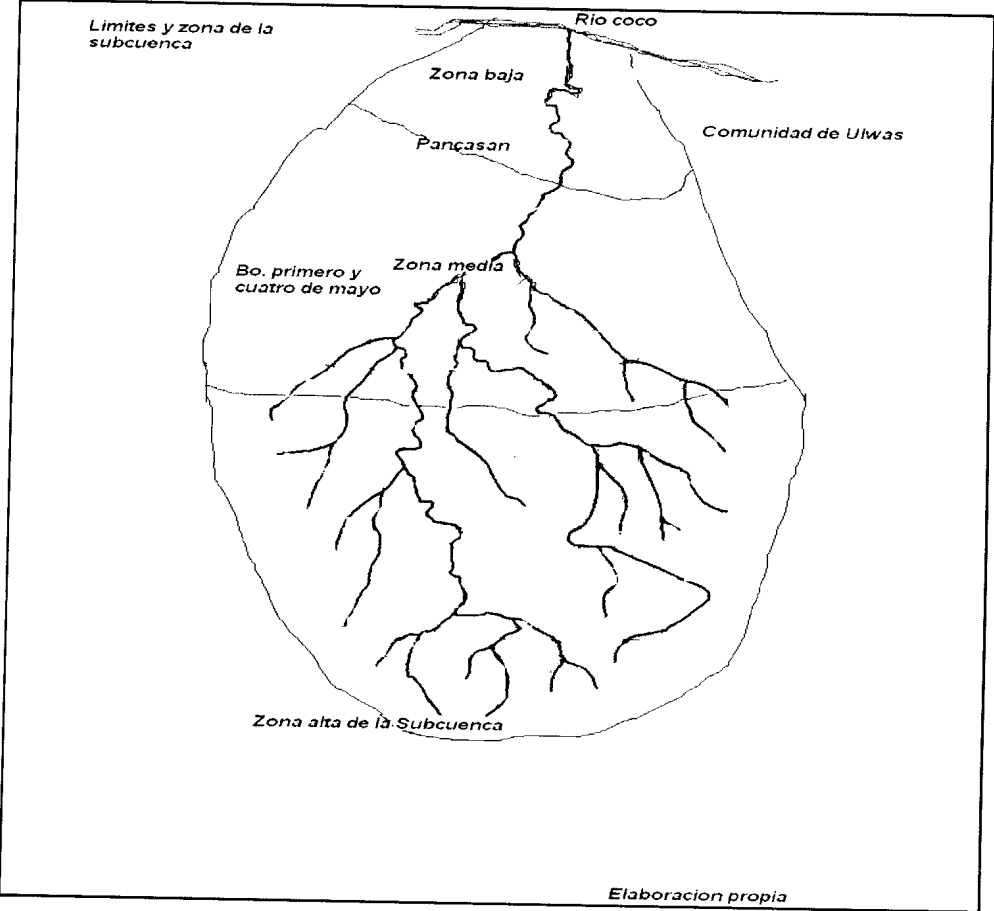 Limites y zona de la
subcuenca
Rio coco
Zona baja
Comunidad de Ulwas
Pancasan
Zona media
Bo. primero y
cuatro de mayo
Zona alta de la Subcuenca
Elaboracion propia